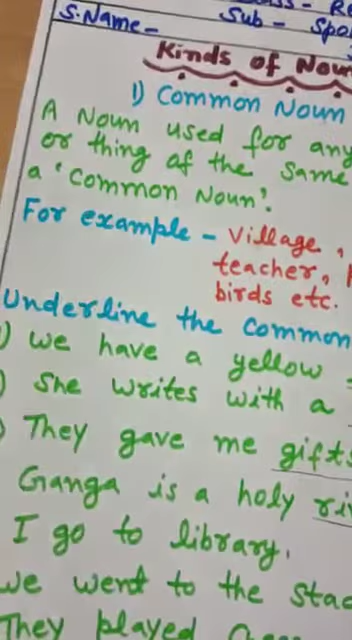 S.Name-
Sub - Spo
Kinds of Noun
1) Common Noun
A Noun used for any
or thing of the same
a 'Common Noun'.
For example - village,
teacher,
birds etc.
Underline the Common
) We have a yellow
) She writes with a
) They gave me gifts
Ganga is a holy riv
I go to library.
We went to the stad
They played